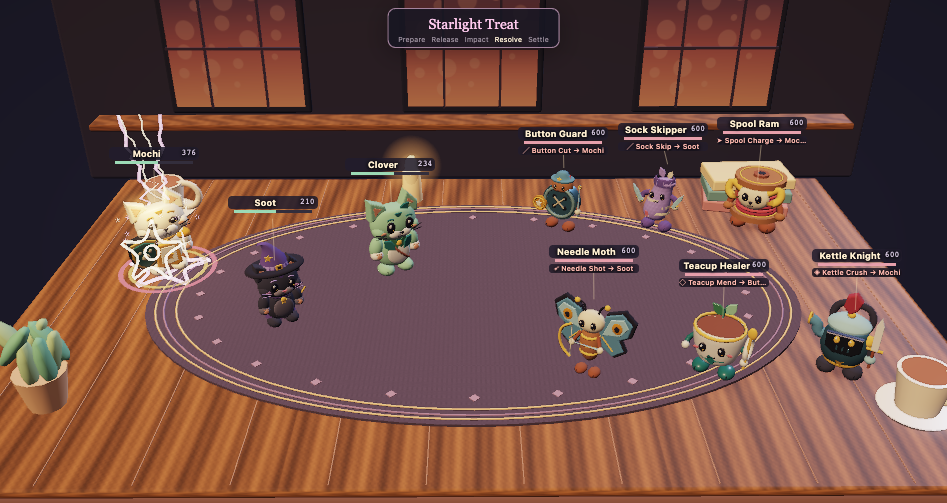 Starlight Treat
Prepare Release Impact Resolve Settle
Mochi 376
Soot 210
Clover 234
Button Guard 600
Button Cut → Mochi
Sock Skipper 600
Sock Skip → Soot
Spool Ram 600
Spool Charge → Moc...
Needle Moth 600
Needle Shot → Soot
Teacup Healer 600
Teacup Mend → But...
Kettle Knight 600
Kettle Crush → Mochi